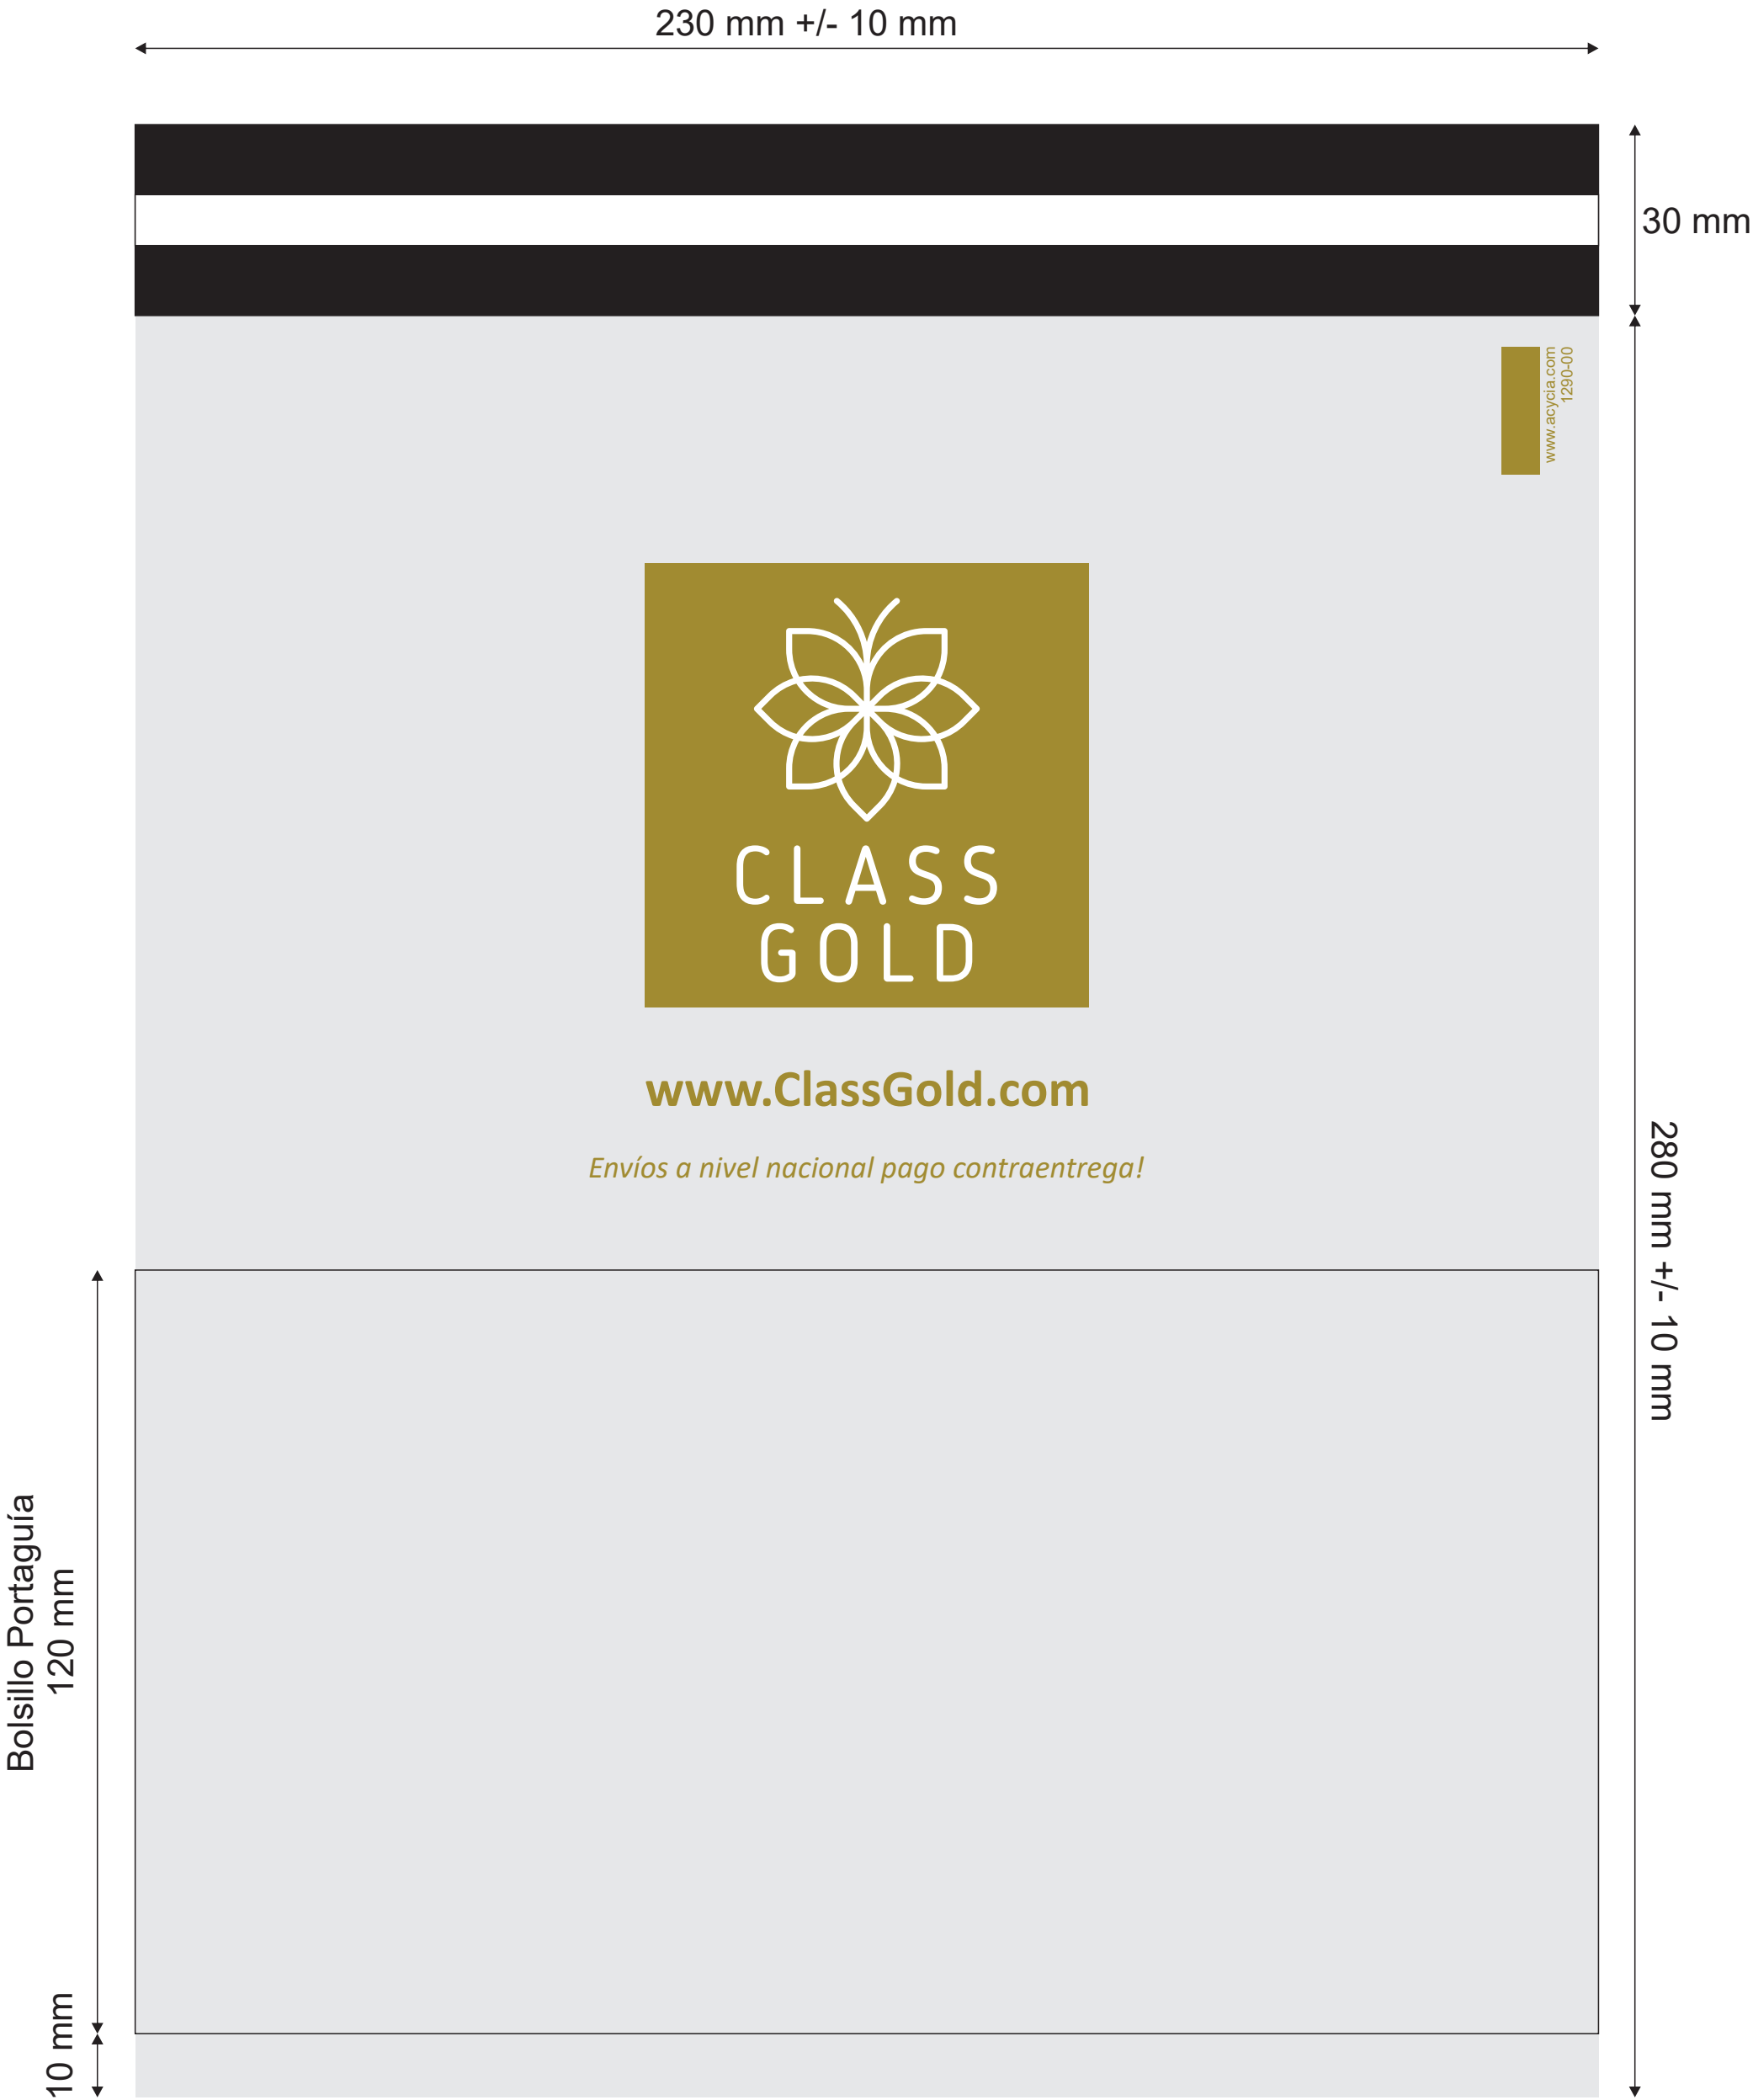 230 mm +/- 10 mm
30 mm
www.acycia.com
1290-00
CLASS
GOLD
www.ClassGold.com
Envíos a nivel nacional pago contraentrega!
280 mm +/- 10 mm
Bolsillo Portaguía
120 mm
10 mm